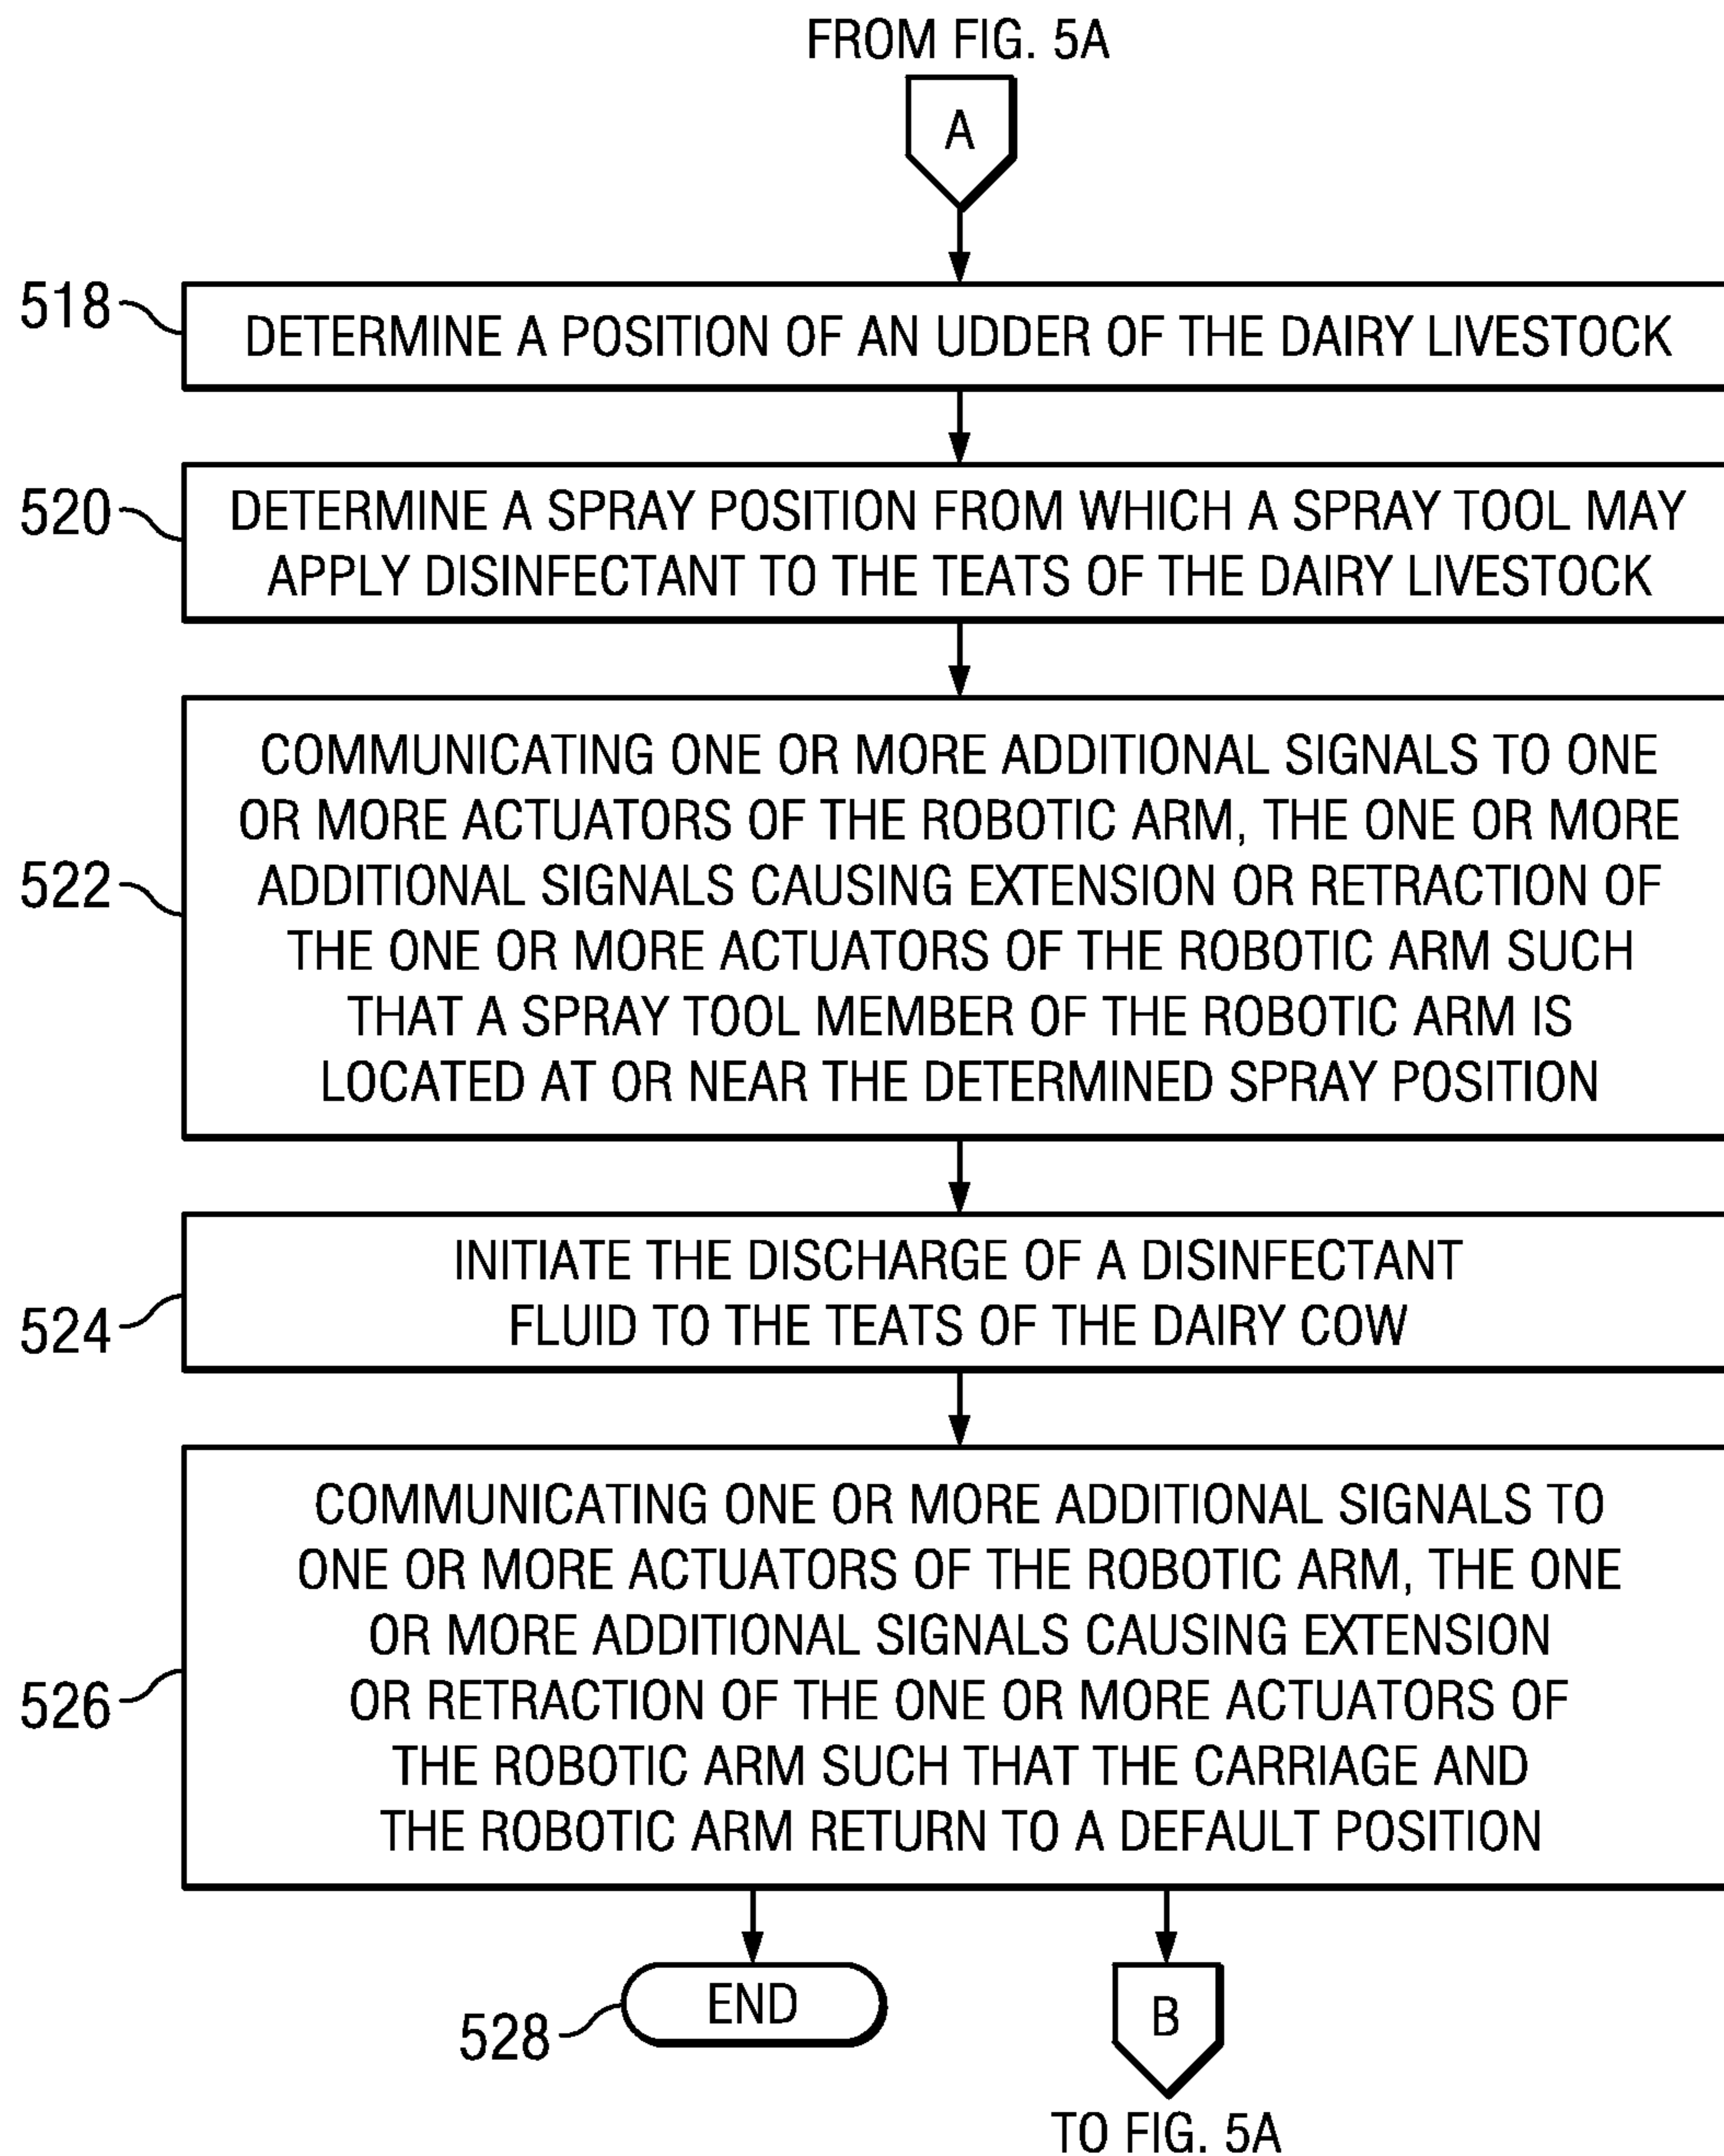 FROM FIG. 5A
A
518
DETERMINE A POSITION OF AN UDDER OF THE DAIRY LIVESTOCK
520
DETERMINE A SPRAY POSITION FROM WHICH A SPRAY TOOL MAY
APPLY DISINFECTANT TO THE TEATS OF THE DAIRY LIVESTOCK
522
COMMUNICATING ONE OR MORE ADDITIONAL SIGNALS TO ONE
OR MORE ACTUATORS OF THE ROBOTIC ARM, THE ONE OR MORE
ADDITIONAL SIGNALS CAUSING EXTENSION OR RETRACTION OF
THE ONE OR MORE ACTUATORS OF THE ROBOTIC ARM SUCH
THAT A SPRAY TOOL MEMBER OF THE ROBOTIC ARM IS
LOCATED AT OR NEAR THE DETERMINED SPRAY POSITION
524
INITIATE THE DISCHARGE OF A DISINFECTANT
FLUID TO THE TEATS OF THE DAIRY COW
526
COMMUNICATING ONE OR MORE ADDITIONAL SIGNALS TO
ONE OR MORE ACTUATORS OF THE ROBOTIC ARM, THE ONE
OR MORE ADDITIONAL SIGNALS CAUSING EXTENSION
OR RETRACTION OF THE ONE OR MORE ACTUATORS OF
THE ROBOTIC ARM SUCH THAT THE CARRIAGE AND
THE ROBOTIC ARM RETURN TO A DEFAULT POSITION
528
END
B
TO FIG. 5A